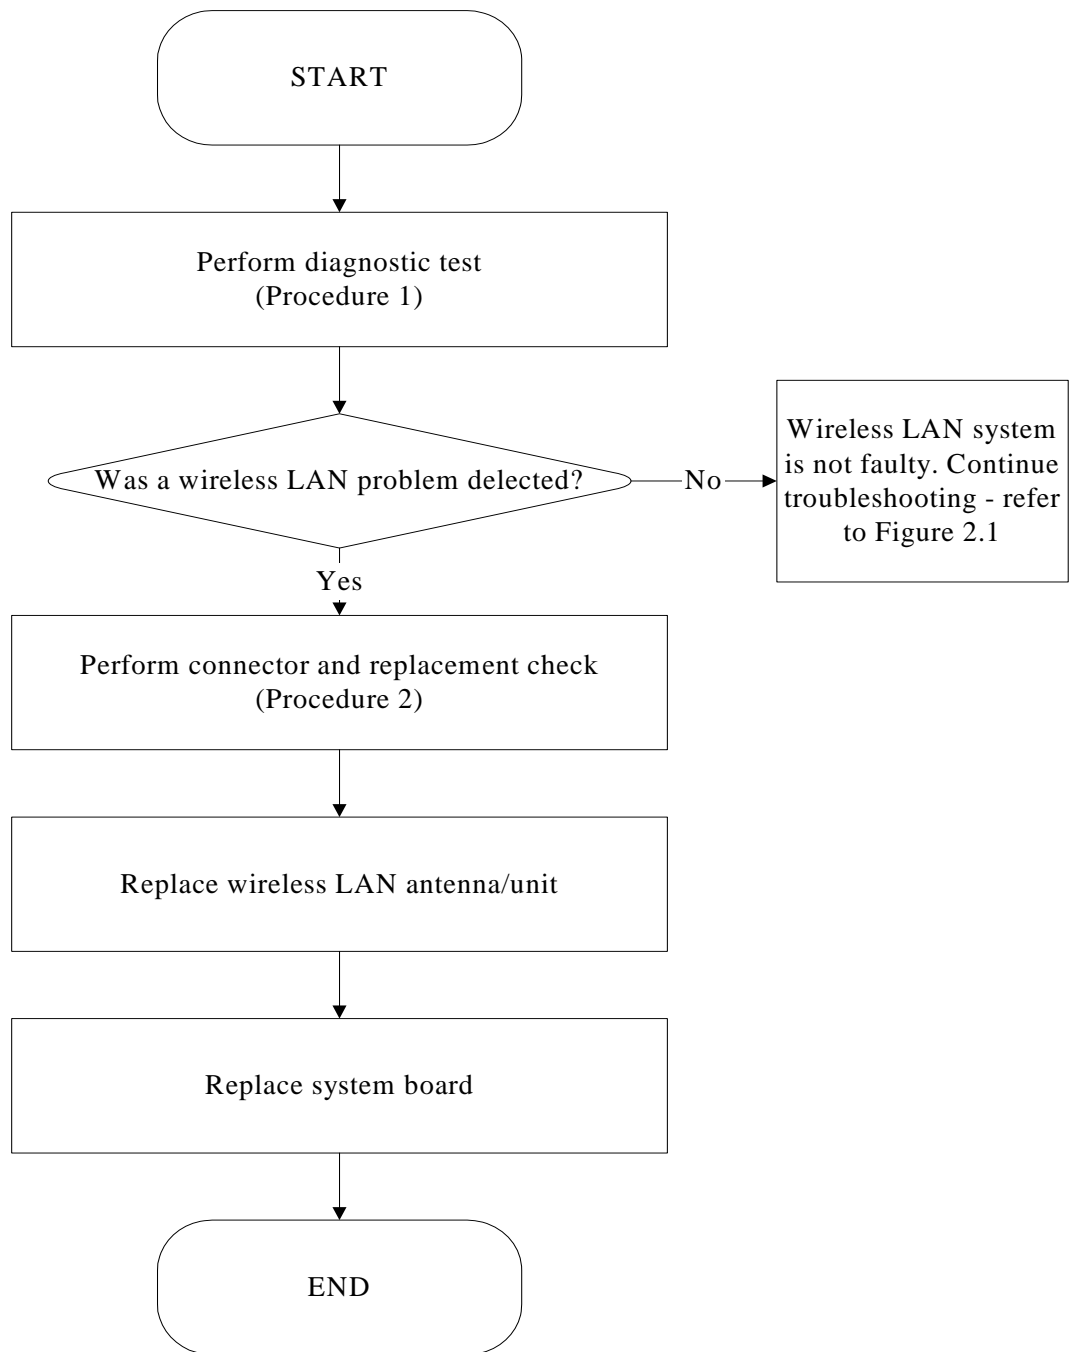 START
Perform diagnostic test
(Procedure 1)
Was a wireless LAN problem delected?
No
Wireless LAN system
is not faulty. Continue
troubleshooting - refer
to Figure 2.1
Yes
Perform connector and replacement check
(Procedure 2)
Replace wireless LAN antenna/unit
Replace system board
END